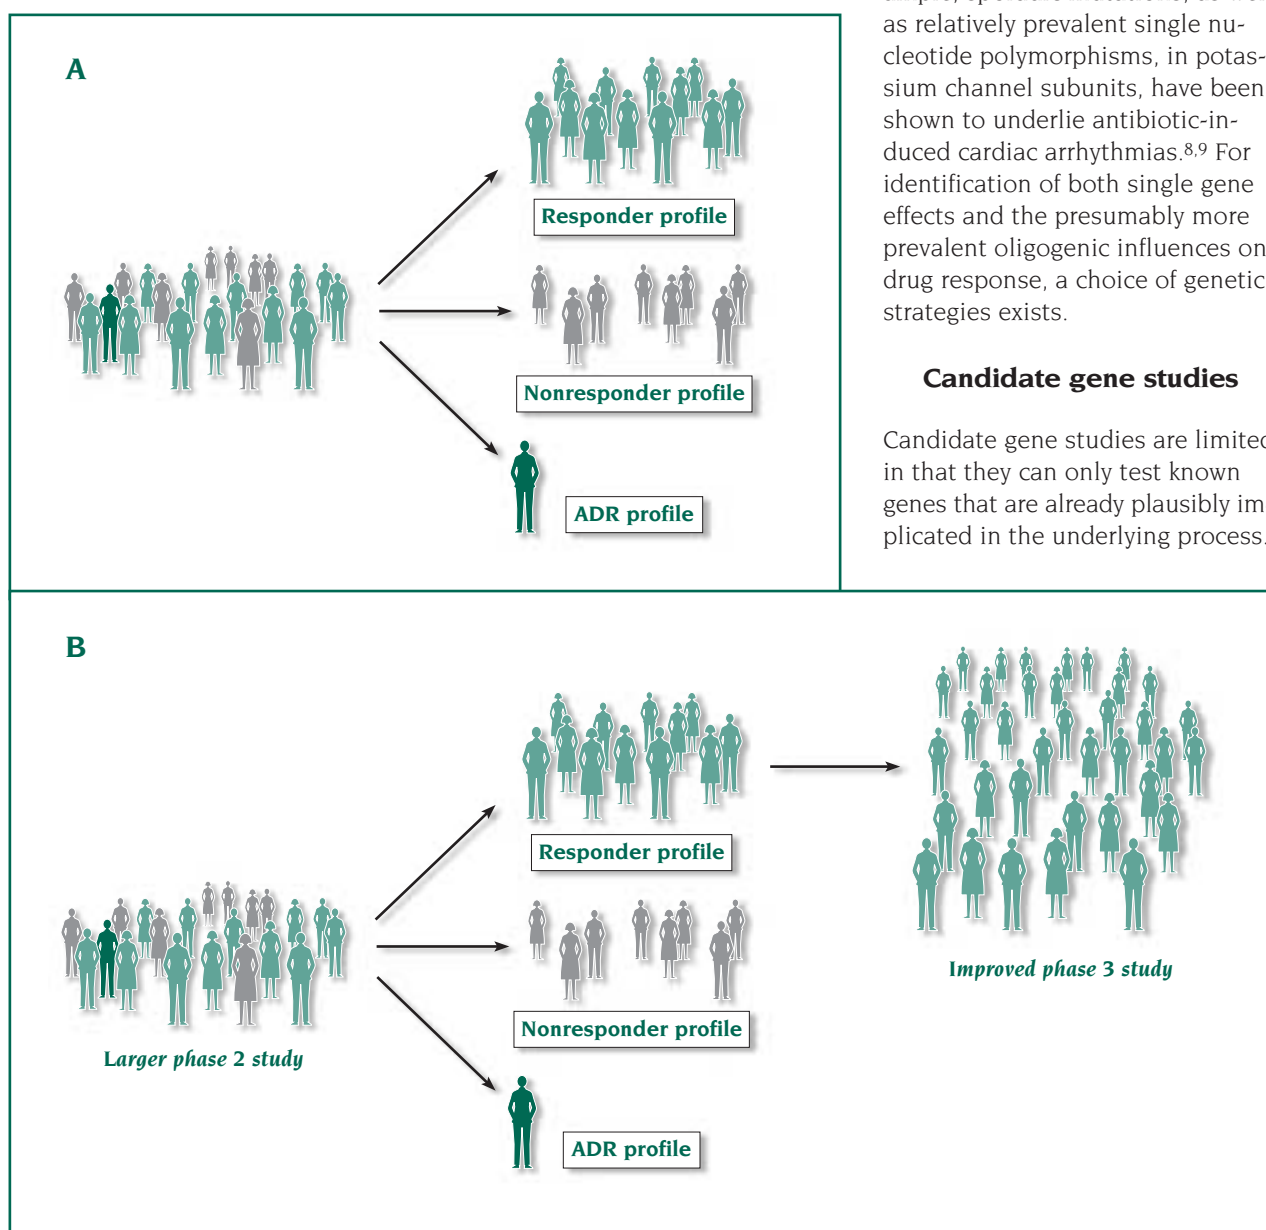 A
Responder profile
Nonresponder profile
ADR profile
as relatively prevalent single nu-
cleotide polymorphisms, in potas-
sium channel subunits, have been
shown to underlie antibiotic-in-
duced cardiac arrhythmias.8,9 For
identification of both single gene
effects and the presumably more
prevalent oligogenic influences on
drug response, a choice of genetic
strategies exists.
Candidate gene studies
Candidate gene studies are limited
in that they can only test known
genes that are already plausibly im
plicated in the underlying process.
B
Larger phase 2 study
Responder profile
Nonresponder profile
ADR profile
Improved phase 3 study